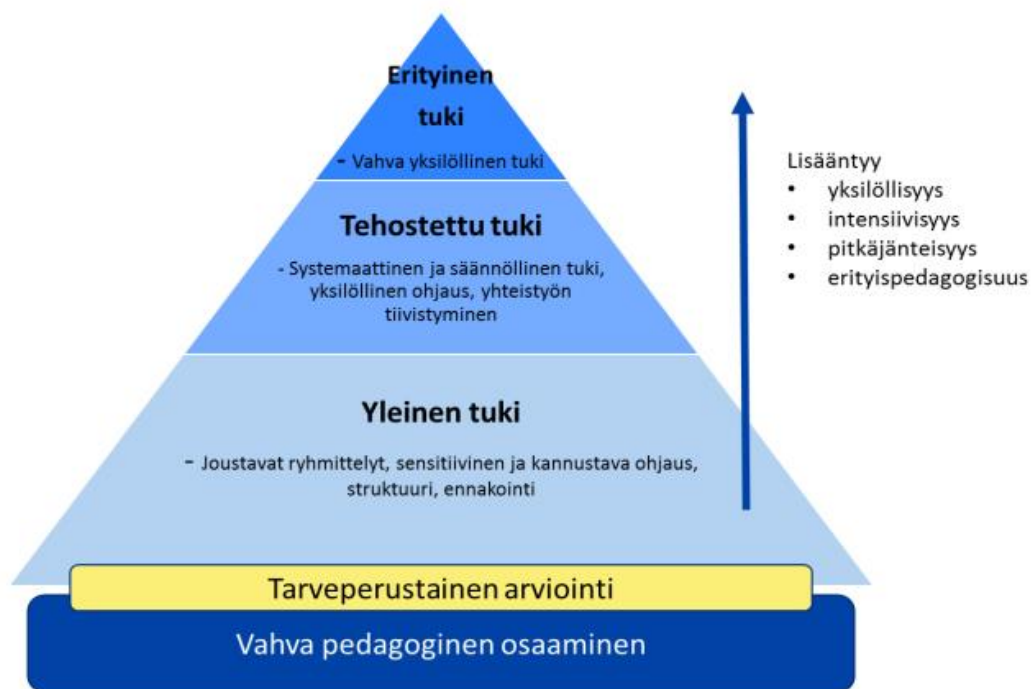 Erityinen
tuki
- Vahva yksilöllinen tuki
Tehostettu tuki
- Systemaattinen ja säännöllinen tuki,
yksilöllinen ohjaus, yhteistyön
tiivistyminen
Yleinen tuki
- Joustavat ryhmittelyt, sensitiivinen ja kannustava ohjaus,
struktuuri, ennakointi
Tarveperustainen arviointi
Vahva pedagoginen osaaminen
Lisääntyy
• yksilöllisyys
• intensiivisyys
• pitkäjänteisyys
• erityispedagogisuus